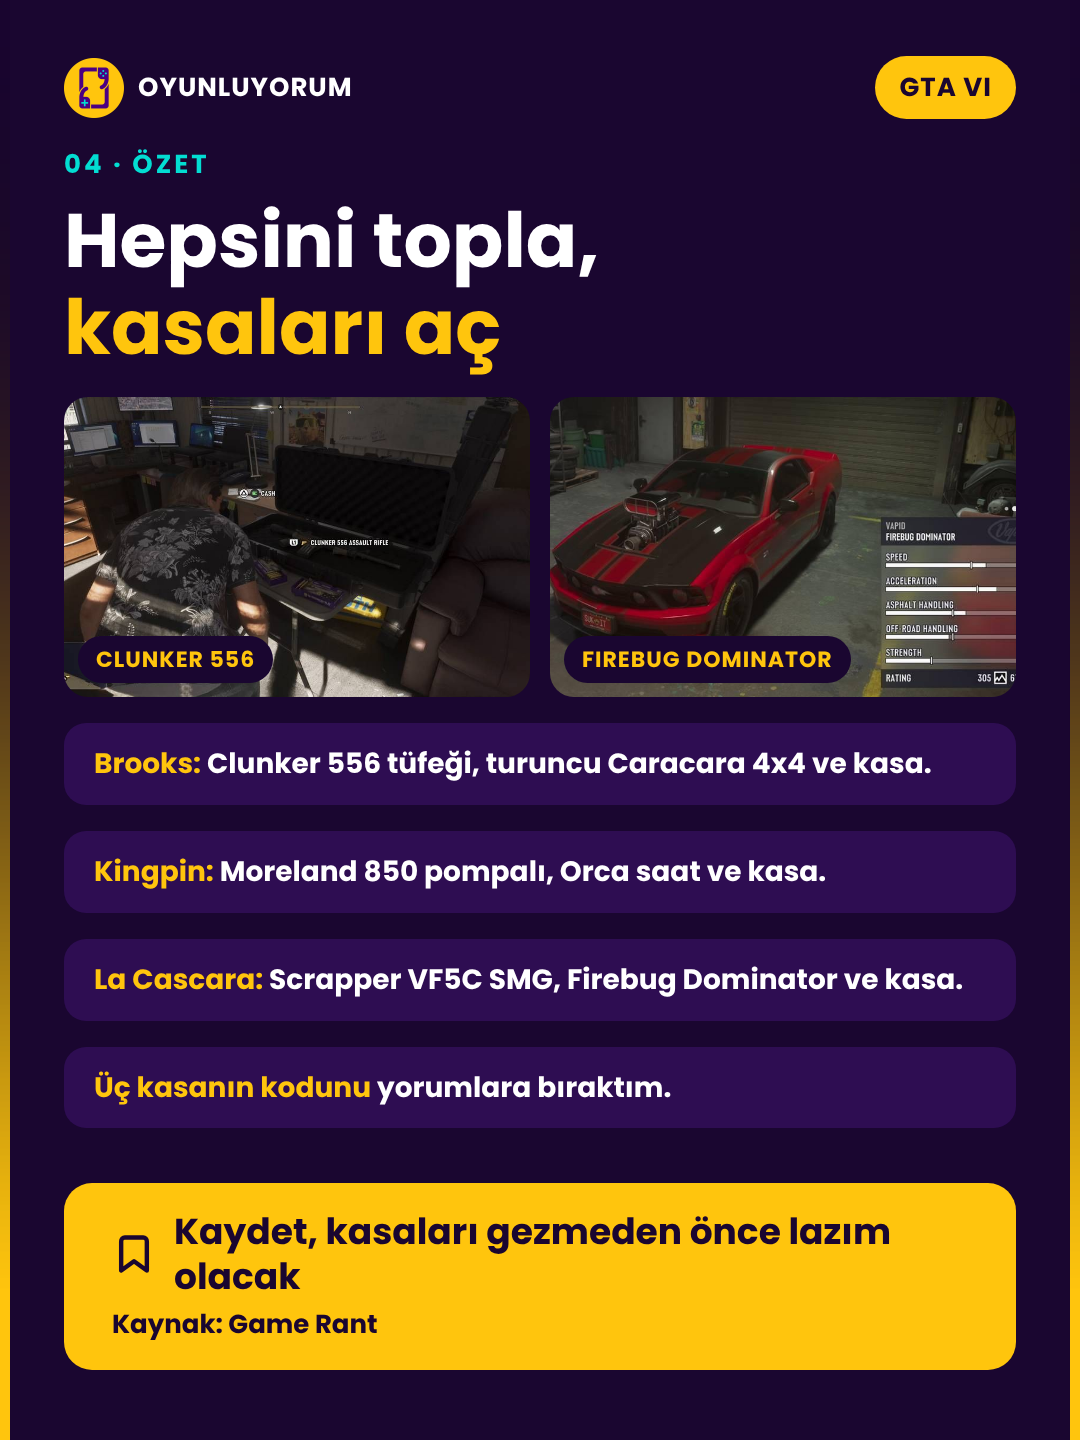 OYUNLUYORUM
GTA VI
04 · ÖZET
Hepsini topla,
kasaları aç
CASH
CLUNKER 556 ASSAULT RIFLE
CLUNKER 556
VAPID
FIREBUG DOMINATOR
SPEED
ACCELERATION
ASPHALT HANDLING
OFF-ROAD HANDLING
STRENGTH
RATING 305
FIREBUG DOMINATOR
Brooks: Clunker 556 tüfeği, turuncu Caracara 4x4 ve kasa.
Kingpin: Moreland 850 pompalı, Orca saat ve kasa.
La Cascara: Scrapper VF5C SMG, Firebug Dominator ve kasa.
Üç kasanın kodunu yorumlara bıraktım.
Kaydet, kasaları gezmeden önce lazım
olacak
Kaynak: Game Rant